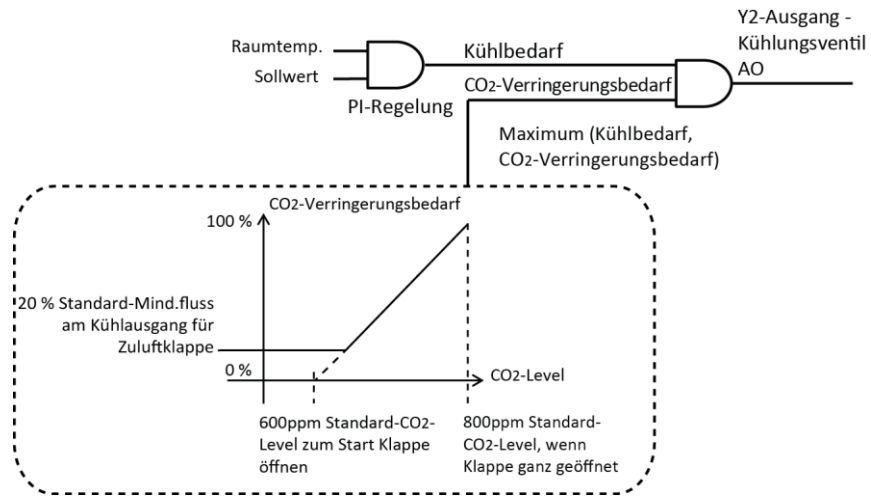 Y2-Ausgang -
Kühlungsventil
AO
Raumtemp.
Sollwert
Kühlbedarf
CO2-Verringerungsbedarf
PI-Regelung
Maximum (Kühlbedarf,
CO2-Verringerungsbedarf)
CO2-Verringerungsbedarf
100 %
20 % Standard-Mind.fluss
am Kühlausgang für
Zuluftklappe
0 %
CO2-Level
600ppm Standard-CO2-
Level zum Start Klappe
öffnen
800ppm Standard-
CO2-Level, wenn
Klappe ganz geöffnet